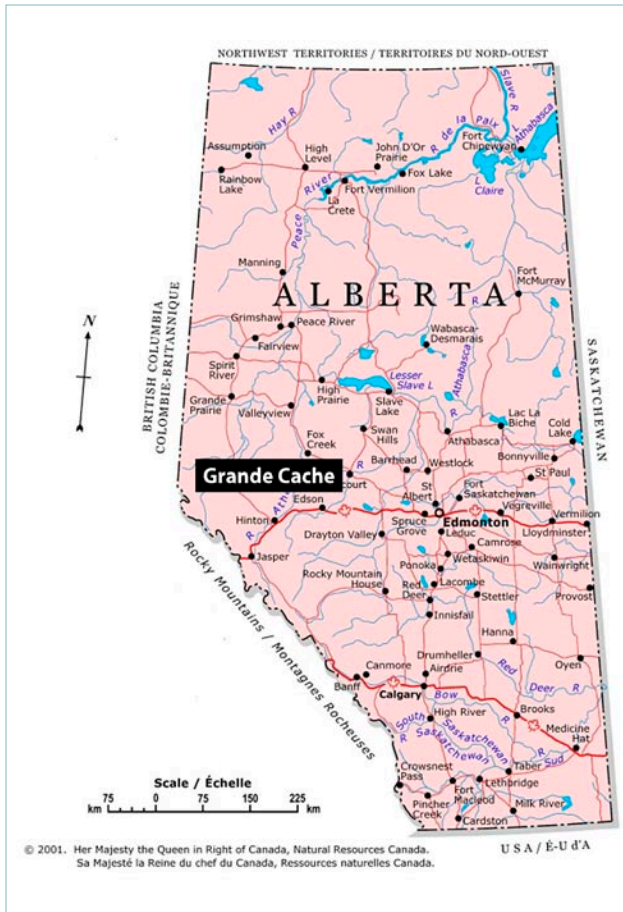 NORTHWEST TERRITORIES / TERRITOIRES DU NORD-OUEST
Slave R
Hay R
R de la Paix
L Athabasca
Assumption
High Level
John D'Or Prairie
Fort Chipewyan
Rainbow Lake
Fox Lake
L Claire
Peace River
Fort Vermilion
La Crete
Manning
Fort McMurray
ALBERTA
BRITISH COLUMBIA
COLOMBIE-BRITANNIQUE
SASKATCHEWAN
N
Grimshaw
Peace River
Fairview
Wabasca-Desmarais
Athabasca R
Spirit River
Lesser Slave L
High Prairie
Grande Prairie
Valleyview
Slave Lake
R
Lac La Biche
Cold Lake
Swan Hills
Athabasca
Fox Creek
Bonnyville
Barrhead
Westlock
St Paul
R
Grande Cache
court
St Albert
Fort Saskatchewan
Edson
Vegreville
Vermilion
Hinton
R Ath
Spruce Grove
Edmonton
Lloydminster
Drayton Valley
Leduc
Camrose
Jasper
Wetaskiwin
Wainwright
Ponoka
Rocky Mountain House
Lacombe
Red Deer
Stettler
Provost
Innisfail
Rocky Mountains / Montagnes Rocheuses
Hanna
Drumheller
Oyen
Canmore
Airdrie
Red Deer R
Banff
Calgary
Bow R
High River
Brooks
South Saskatchewan R
Saskatchewan Sud R
Medicine Hat
Crowsnest Pass
Taber
Fort Macleod
Lethbridge
Pincher Creek
Milk River
Cardston
USA / É-U d'A
Scale / Échelle
km 75 0 75 150 225 km
© 2001. Her Majesty the Queen in Right of Canada, Natural Resources Canada.
Sa Majesté la Reine du chef du Canada, Ressources naturelles Canada.